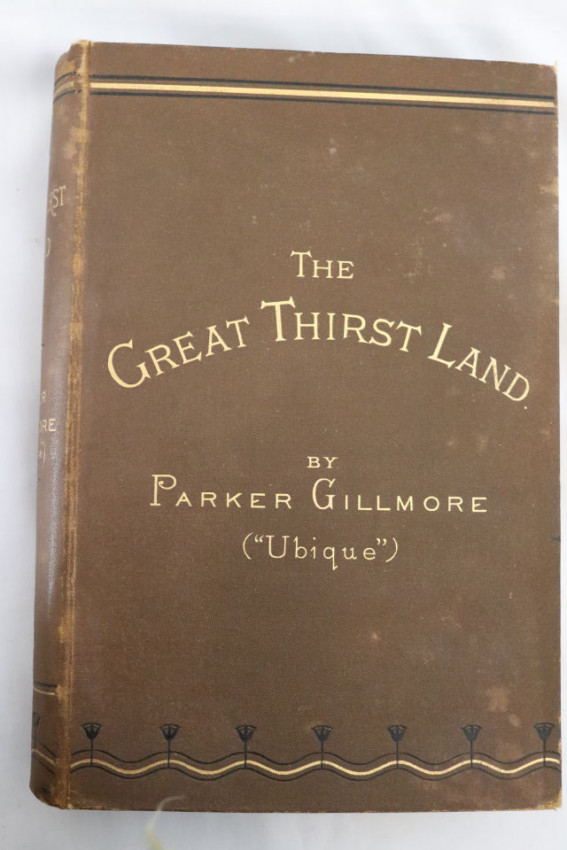 THE
GREAT THIRST LAND.
BY
PARKER GILLMORE
("Ubique")